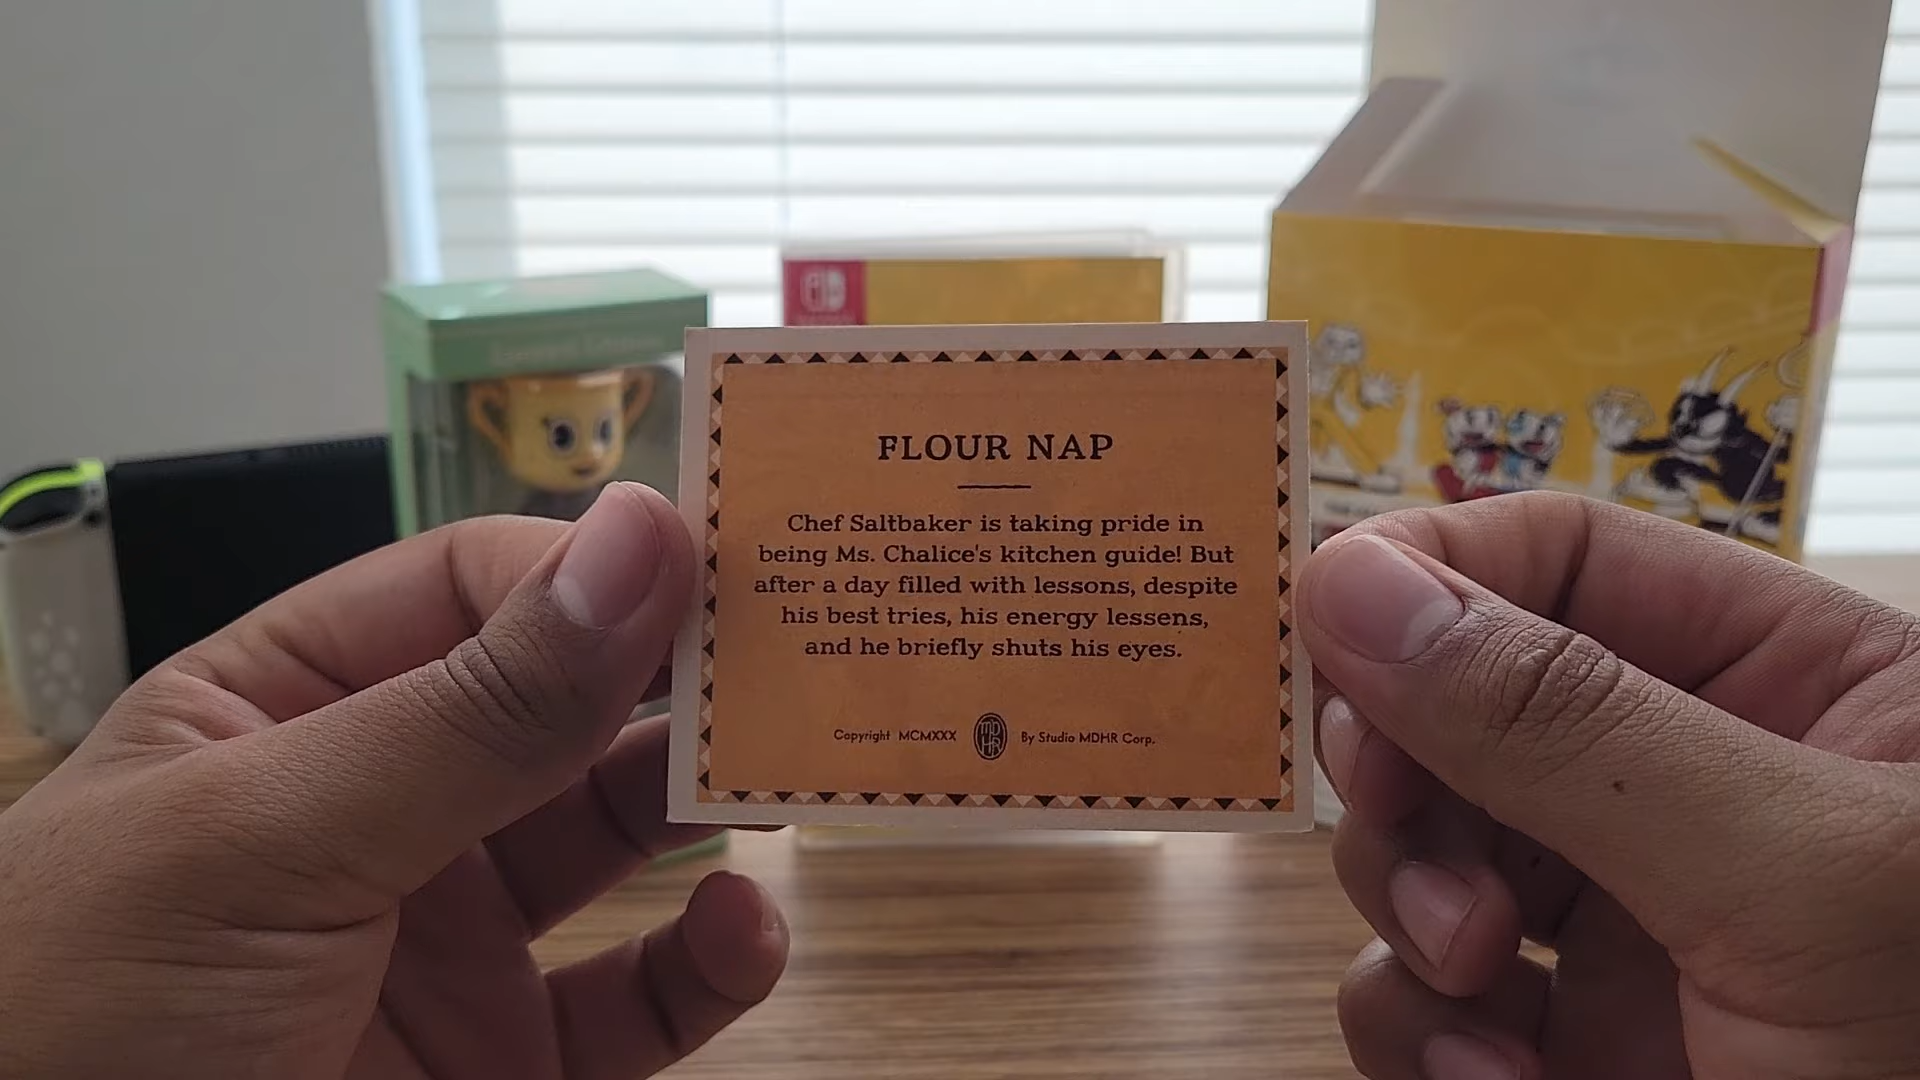 FLOUR NAP
Chef Saltbaker is taking pride in
being Ms. Chalice's kitchen guide! But
after a day filled with lessons, despite
his best tries, his energy lessens,
and he briefly shuts his eyes.
Copyright MCMXXX MDHR By Studio MDHR Corp.